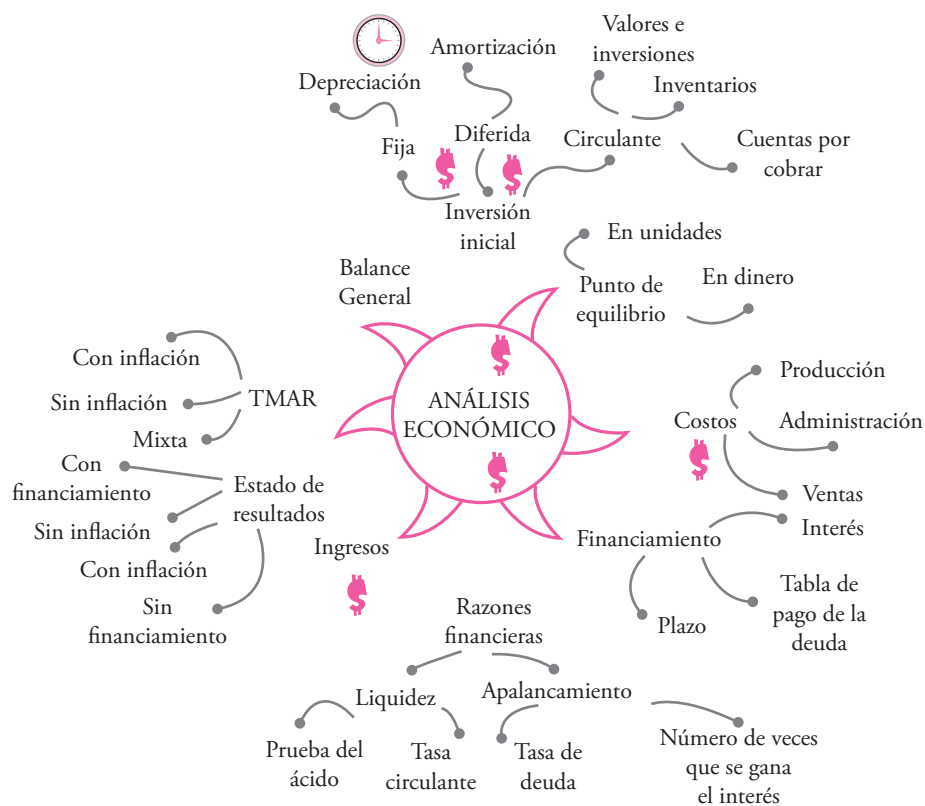 Valores e
inversiones
Amortización
Depreciación
Inventarios
Diferida
Circulante
Fija
Cuentas por
cobrar
Inversión
inicial
En unidades
Balance
General
Punto de
equilibrio
En dinero
Con inflación
Producción
Sin inflación
TMAR
ANÁLISIS
ECONÓMICO
Costos
Administración
Mixta
Con
financiamiento
Estado de
resultados
Ventas
Sin inflación
Interés
Ingresos
Financiamiento
Con inflación
Sin
financiamiento
Razones
financieras
Plazo
Tabla de
pago de la
deuda
Liquidez
Apalancamiento
Prueba del
ácido
Tasa
circulante
Tasa de
deuda
Número de veces
que se gana
el interés